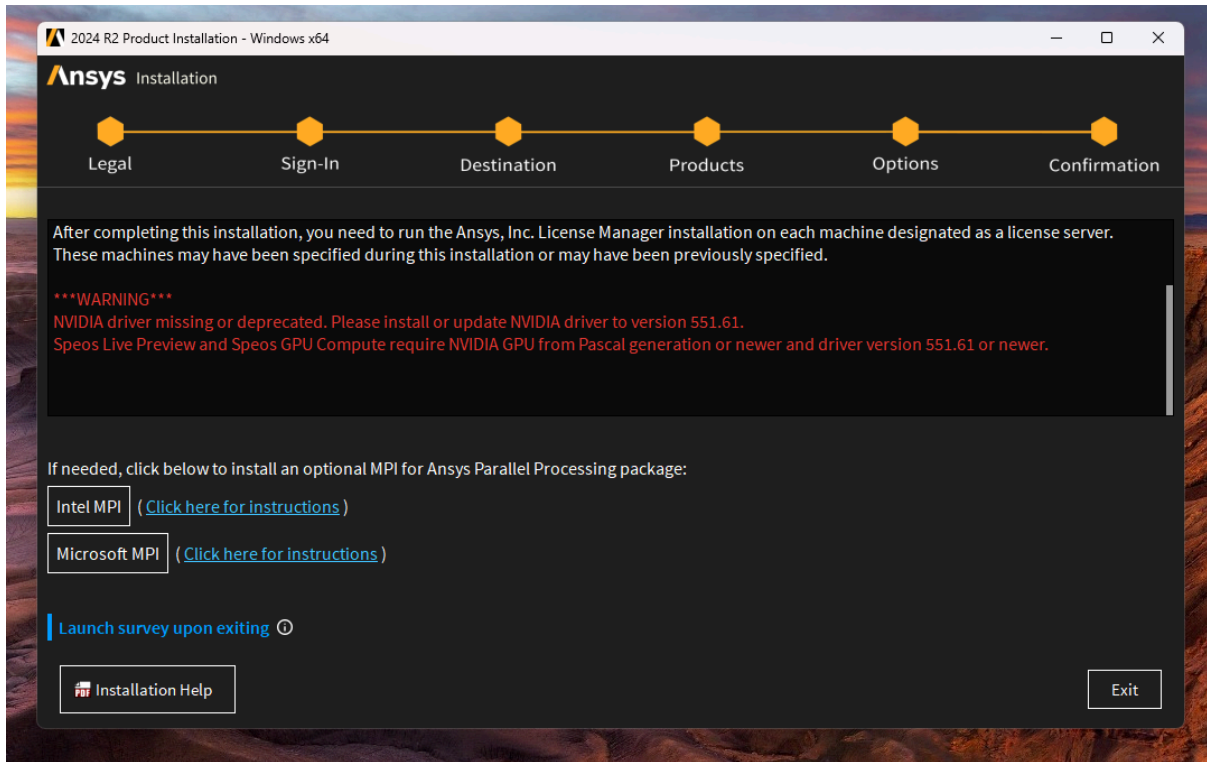 2024 R2 Product Installation - Windows x64
Ansys Installation
Legal Sign-In Destination Products Options Confirmation
After completing this installation, you need to run the Ansys, Inc. License Manager installation on each machine designated as a license server.
These machines may have been specified during this installation or may have been previously specified.
***WARNING***
NVIDIA driver missing or deprecated. Please install or update NVIDIA driver to version 551.61.
Speos Live Preview and Speos GPU Compute require NVIDIA GPU from Pascal generation or newer and driver version 551.61 or newer.
If needed, click below to install an optional MPI for Ansys Parallel Processing package:
Intel MPI ( Click here for instructions )
Microsoft MPI ( Click here for instructions )
Launch survey upon exiting
PDF Installation Help
Exit